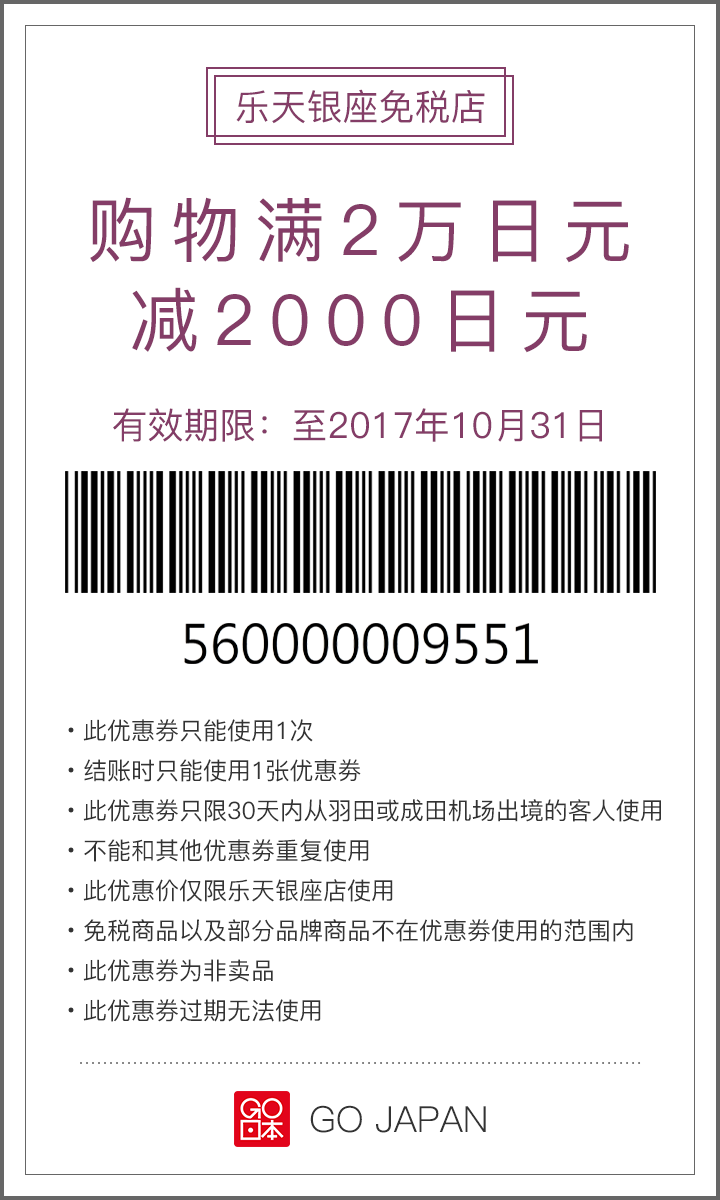 乐天银座免税店
购物满2万日元
减2000日元
有效期限：至2017年10月31日
560000009551
・此优惠券只能使用1次
・结账时只能使用1张优惠券
・此优惠券只限30天内从羽田或成田机场出境的客人使用
・不能和其他优惠券重复使用
・此优惠价仅限乐天银座店使用
・免税商品以及部分品牌商品不在优惠券使用的范围内
・此优惠券为非卖品
・此优惠券过期无法使用
GO
日本
GO JAPAN